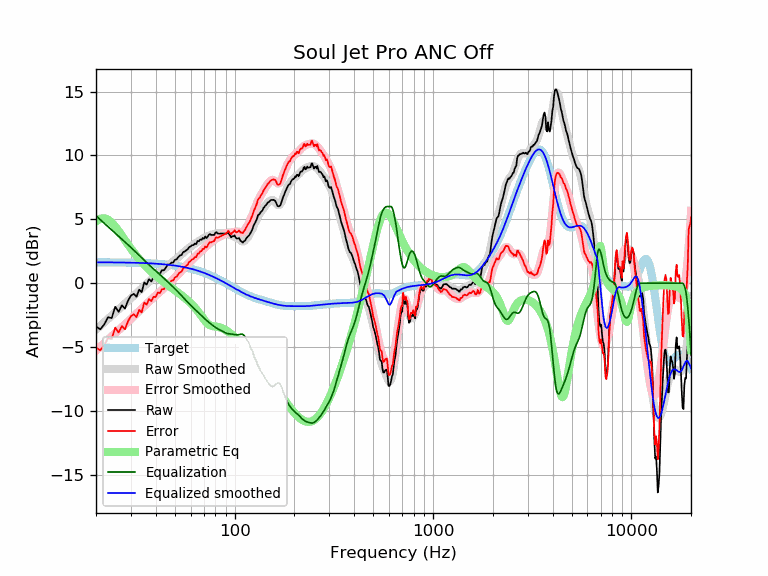 Soul Jet Pro ANC Off
Amplitude (dBr)
15
10
5
0
−5
−10
−15
Target
Raw Smoothed
Error Smoothed
Raw
Error
Parametric Eq
Equalization
Equalized smoothed
100
1000
10000
Frequency (Hz)